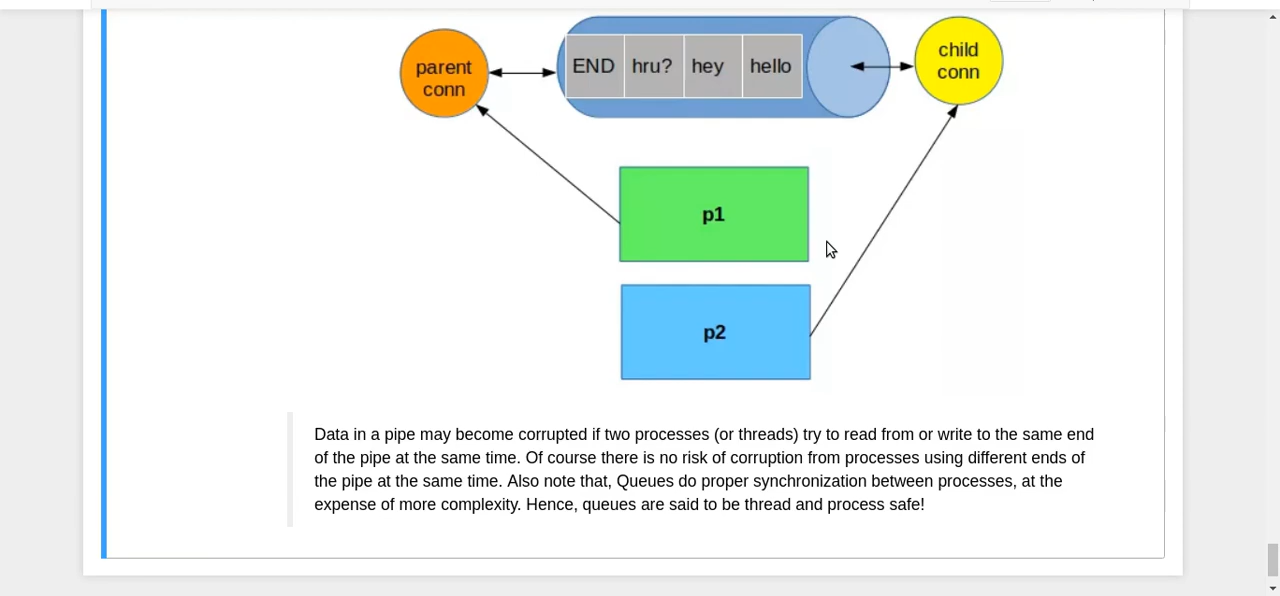 parent
conn
END hru? hey hello
child
conn
p1
p2
Data in a pipe may become corrupted if two processes (or threads) try to read from or write to the same end
of the pipe at the same time. Of course there is no risk of corruption from processes using different ends of
the pipe at the same time. Also note that, Queues do proper synchronization between processes, at the
expense of more complexity. Hence, queues are said to be thread and process safe!